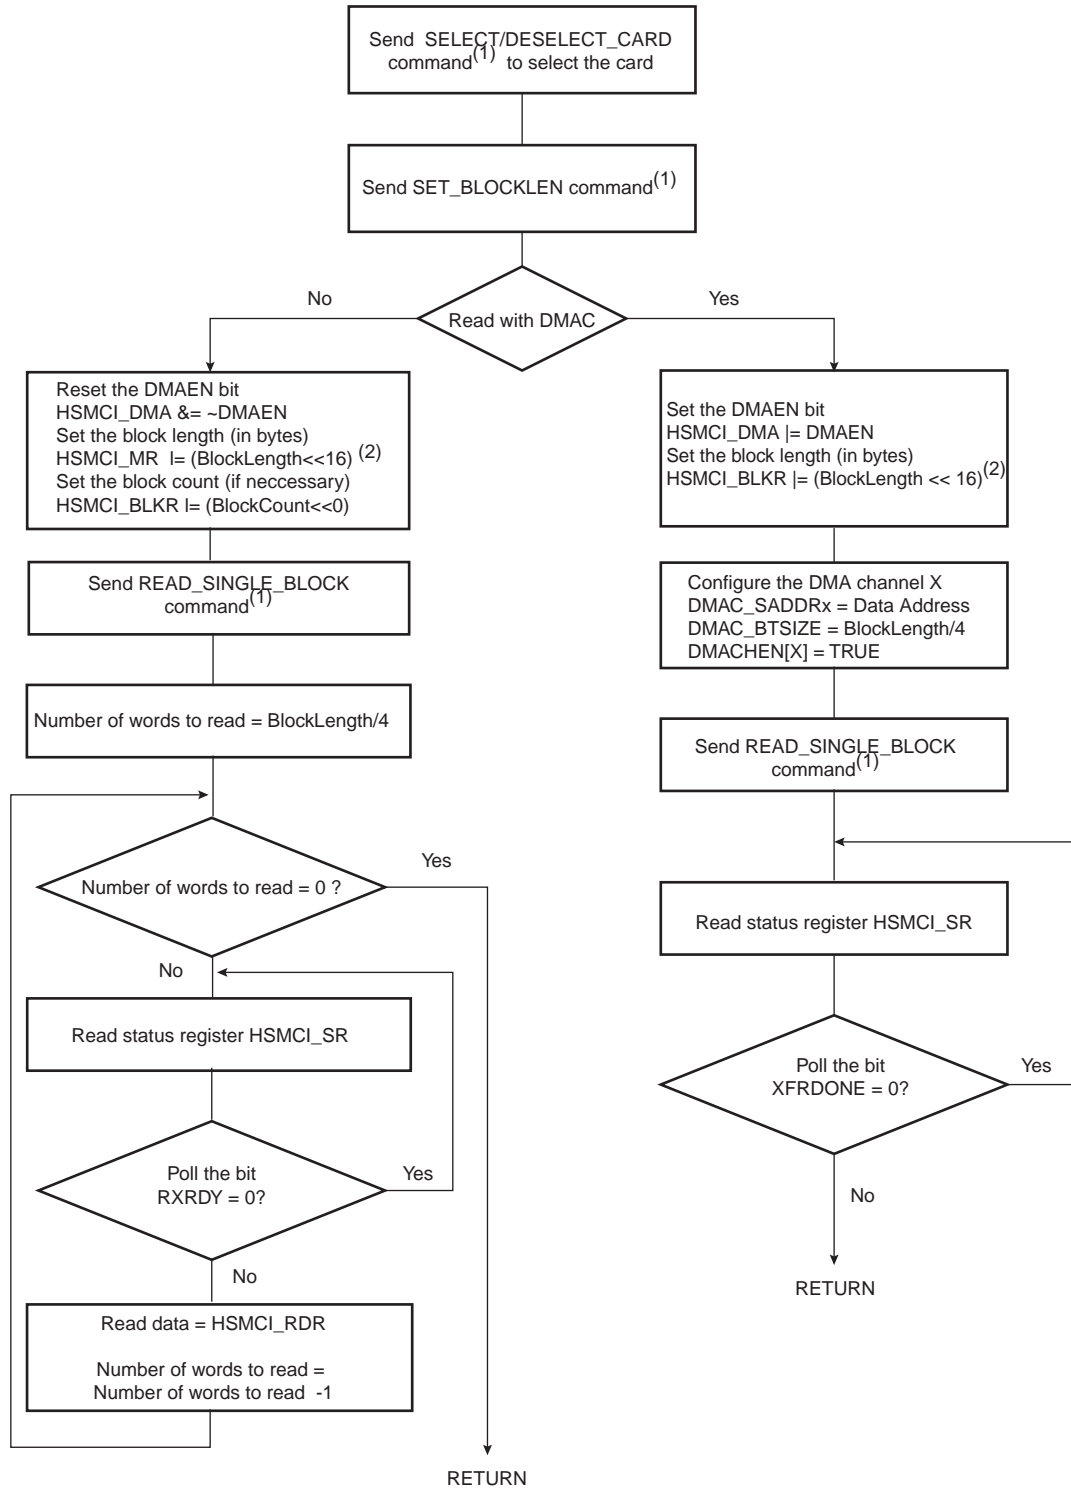 Send SELECT/DESELECT_CARD
command(1) to select the card
Send SET_BLOCKLEN command(1)
Read with DMAC
No
Yes
Reset the DMAEN bit
HSMCI_DMA &= ~DMAEN
Set the block length (in bytes)
HSMCI_MR l= (BlockLength<<16) (2)
Set the block count (if neccessary)
HSMCI_BLKR l= (BlockCount<<0)
Send READ_SINGLE_BLOCK
command(1)
Number of words to read = BlockLength/4
Number of words to read = 0 ?
Yes
No
Read status register HSMCI_SR
Poll the bit
RXRDY = 0?
Yes
No
Read data = HSMCI_RDR
Number of words to read =
Number of words to read -1
RETURN
Set the DMAEN bit
HSMCI_DMA |= DMAEN
Set the block length (in bytes)
HSMCI_BLKR |= (BlockLength << 16)(2)
Configure the DMA channel X
DMAC_SADDRx = Data Address
DMAC_BTSIZE = BlockLength/4
DMACHEN[X] = TRUE
Send READ_SINGLE_BLOCK
command(1)
Read status register HSMCI_SR
Poll the bit
XFRDONE = 0?
Yes
No
RETURN